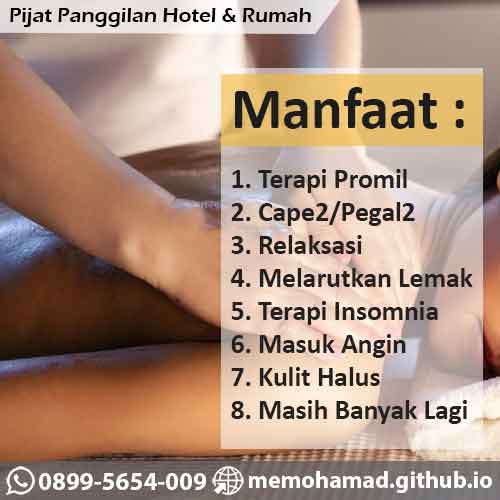 Pijat Panggilan Hotel & Rumah
Manfaat :
1. Terapi Promil
2. Cape2/Pegal2
3. Relaksasi
4. Melarutkan Lemak
5. Terapi Insomnia
6. Masuk Angin
7. Kulit Halus
8. Masih Banyak Lagi
0899-5654-009 memohamad.github.io